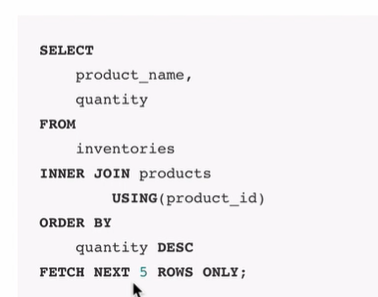 SELECT
product_name,
quantity
FROM
inventories
INNER JOIN products
USING(product_id)
ORDER BY
quantity DESC
FETCH NEXT 5 ROWS ONLY;